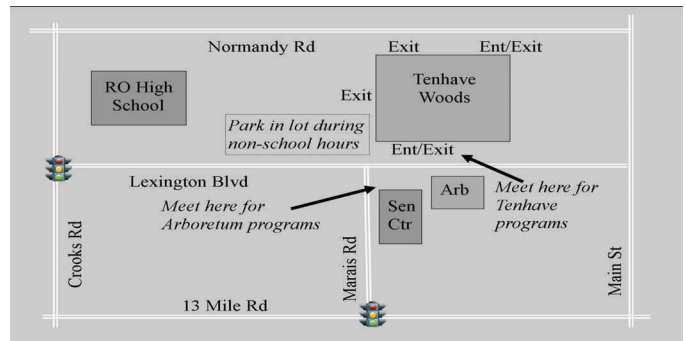 Normandy Rd
Exit
Ent/Exit
RO High
School
Exit
Tenhave
Woods
Park in lot during
non-school hours
Ent/Exit
Lexington Blvd
Meet here for
Arboretum programs
Sen
Ctr
Arb
Meet here for
Tenhave
programs
Crooks Rd
Marais Rd
Main St
13 Mile Rd